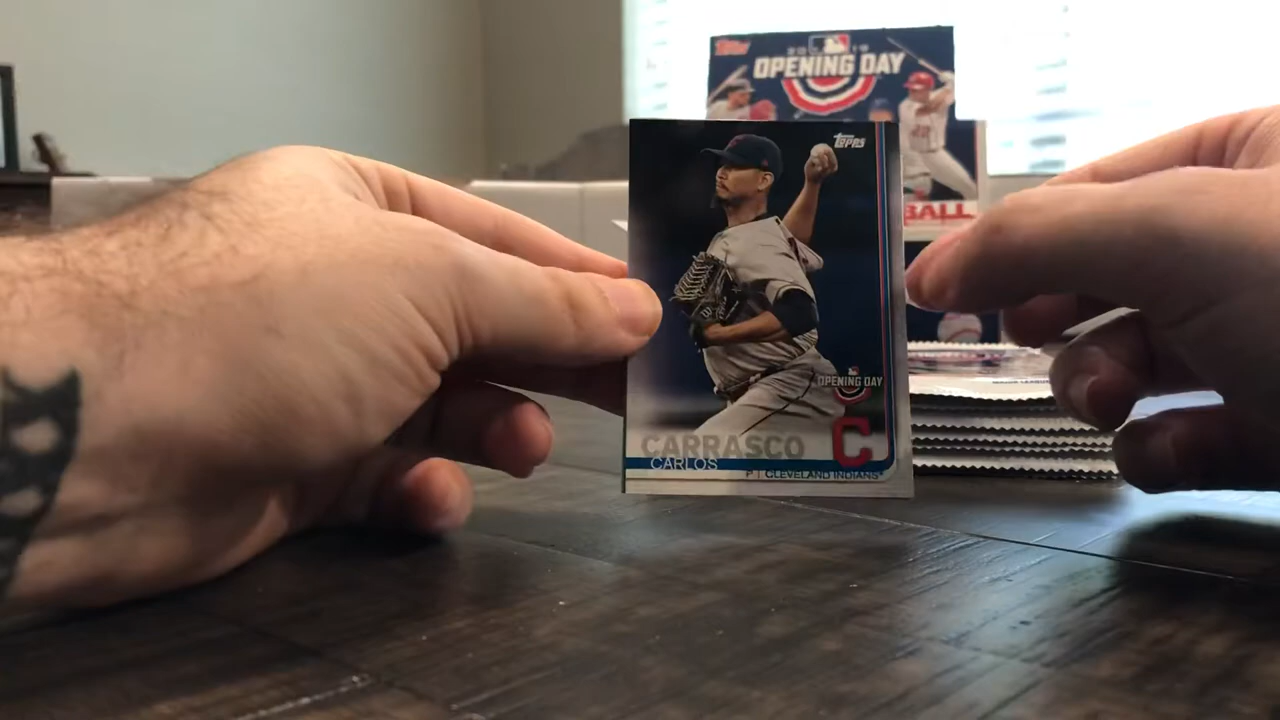 Topps
2019
OPENING DAY
BALL
Topps
OPENING DAY
C
CARRASCO
CARLOS
P | CLEVELAND INDIANS